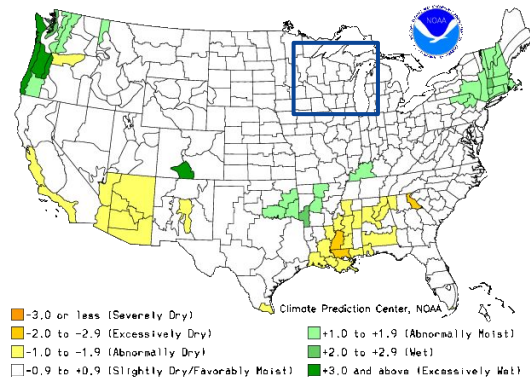 NOAA
Climate Prediction Center, NOAA
-3.0 or less (Severely Dry)
-2.0 to -2.9 (Excessively Dry)
-1.0 to -1.9 (Abnormally Dry)
-0.9 to +0.9 (Slightly Dry/Favorably Moist)
+1.0 to +1.9 (Abnormally Moist)
+2.0 to +2.9 (Wet)
+3.0 and above (Excessively Wet)